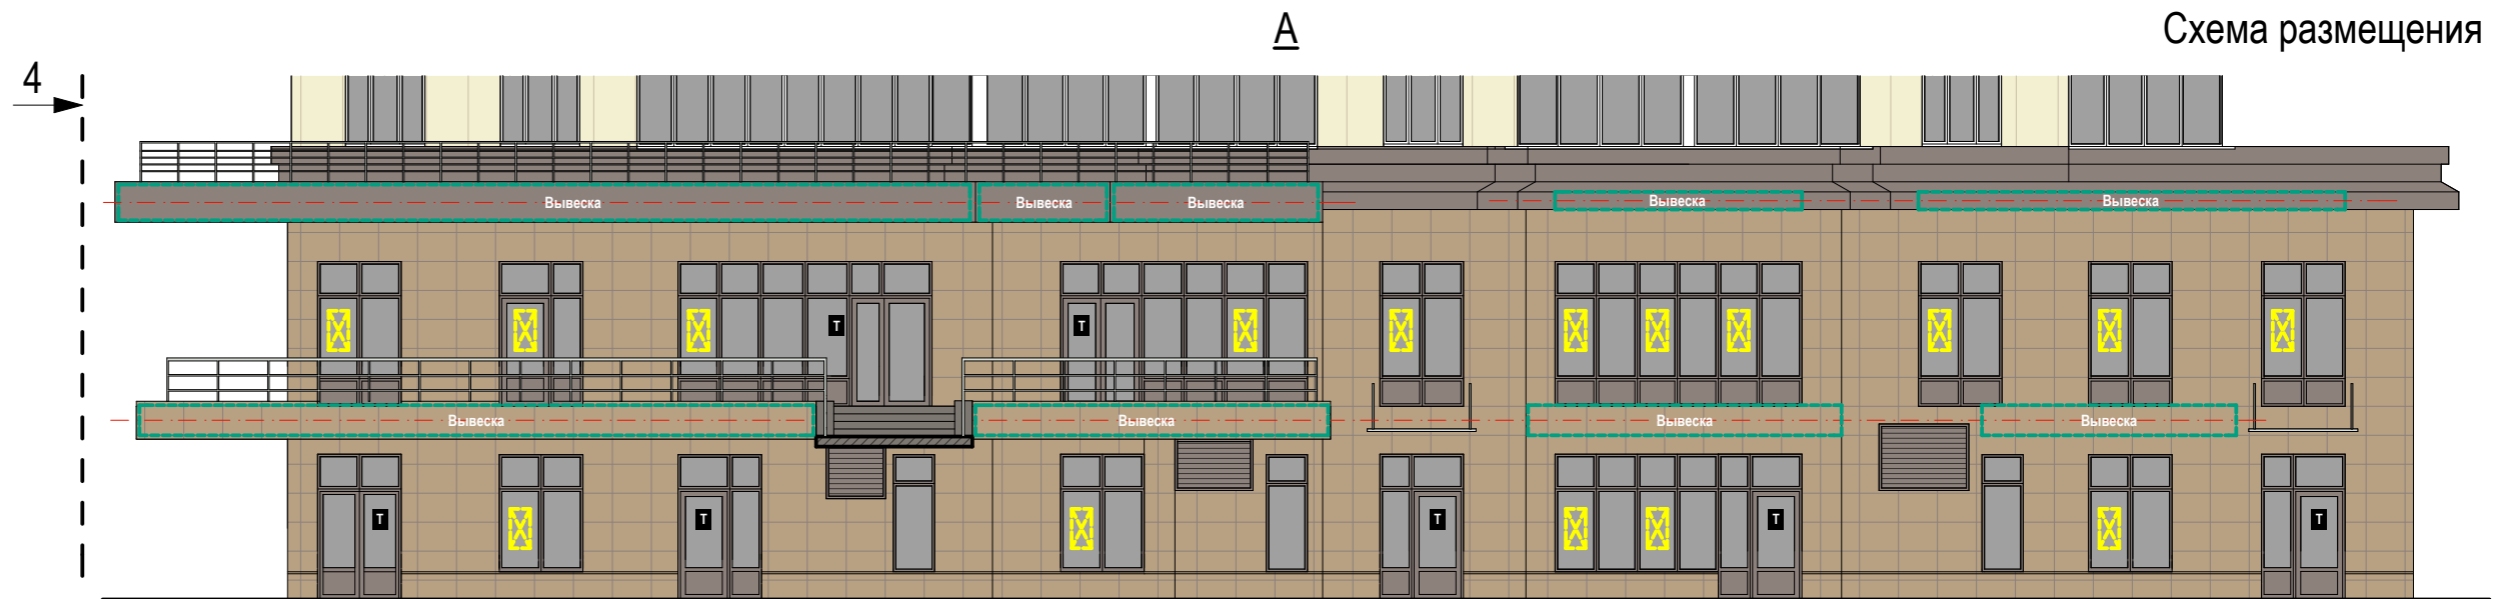 А
Схема размещения
4
Вывеска Вывеска Вывеска Вывеска Вывеска
Т Т
Вывеска Вывеска Вывеска Вывеска
Т Т Т Т Т